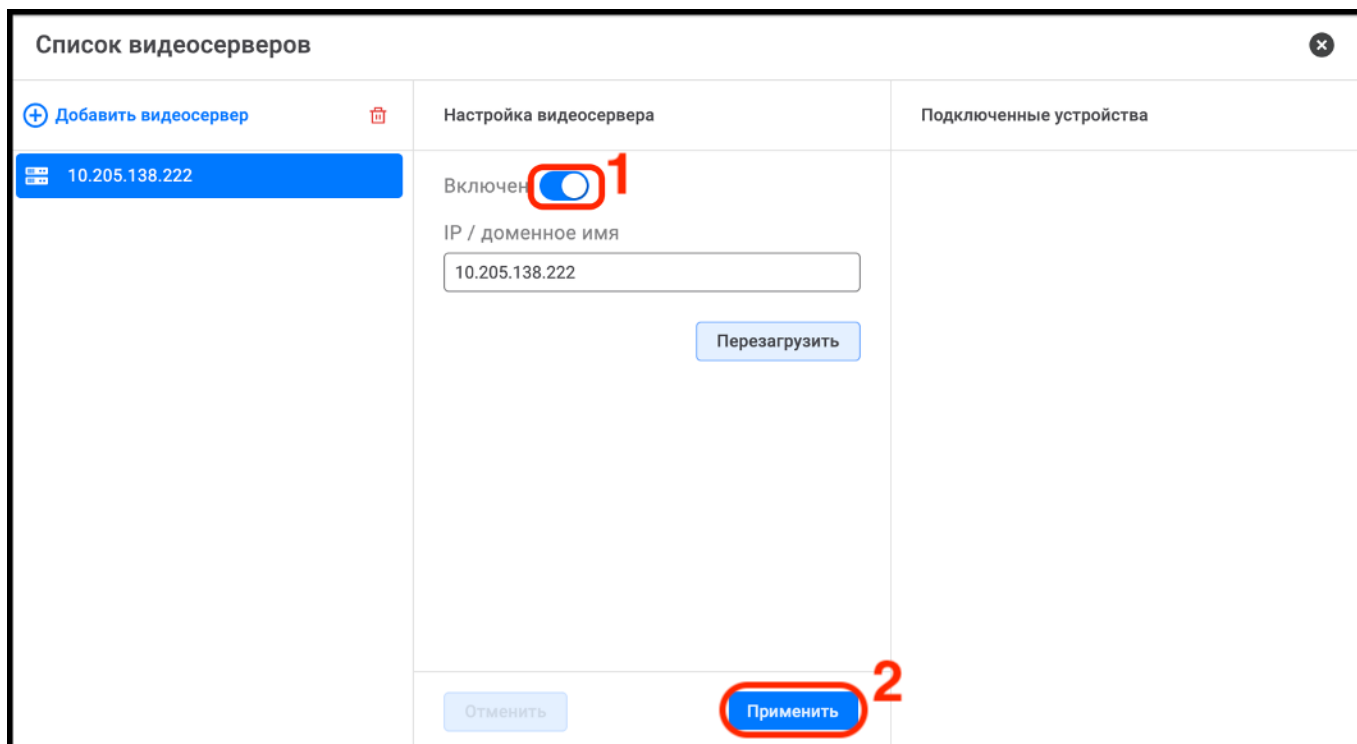 Список видеосерверов
Добавить видеосервер
Настройка видеосервера
Подключенные устройства
10.205.138.222
Включен
1
IP / доменное имя
10.205.138.222
Перезагрузить
Отменить
Применить
2